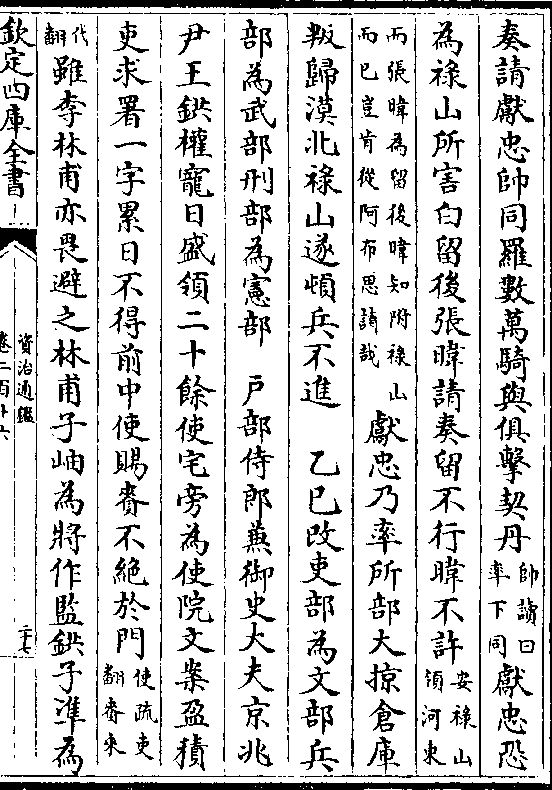 奏請獻忠帥同羅數萬騎與俱擊契丹帥讀曰率下同獻忠恐
為祿山所害白留後張暐請奏留不行暐不許安祿山領河東
而張暐為留後暐知附祿山而已豈肯從阿布思請哉獻忠乃率所部大掠倉庫
叛歸漠北祿山遂頓兵不進 乙巳改吏部為文部兵
部為武部刑部為憲部 戶部侍郎兼御史大夫京兆
尹王鉷權寵日盛領二十餘使宅旁為使院文案盈積
吏求署一字累日不得前中使賜賚不絶於門使疏吏翻賚來
代翻雖李林甫亦畏避之林甫子岫為將作監鉷子準為
欽定四庫全書
資治通鑑
卷二百十六
二十七